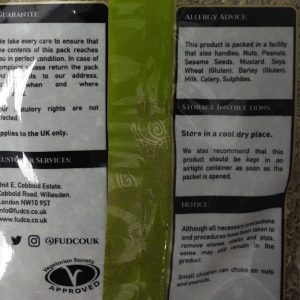 GUARANTEE
We take every care to ensure that
the contents of this pack reaches
you in perfect condition. In case of
complaint please return the pack
and contents to our address,
when and where
statutory rights are not
affected.
Applies to the UK only.
CUSTOMER SERVICES:
Unit E, Cobbold Estate,
Cobbold Road, Willesden,
London NW10 9ST
info@fudco.co.uk
www.fudco.co.uk
@FUDCOUK
Vegetarian Society
APPROVED
ALLERGY ADVICE:
This product is packed in a facility
that also handles. Nuts, Peanuts,
Sesame Seeds, Mustard, Soya,
Wheat (Gluten), Barley (Gluten),
Milk, Celery, Sulphites.
STORAGE INSTRUCTIONS:
Store in a cool dry place.
We also recommend that this
product should be kept in an
airtight container as soon as the
packet is opened.
NOTICE:
Although all necessary precautions
and procedures have been taken to
remove stones, sticks and pips,
some may still remain in the
product.
Small children can choke on nuts
and peanuts.